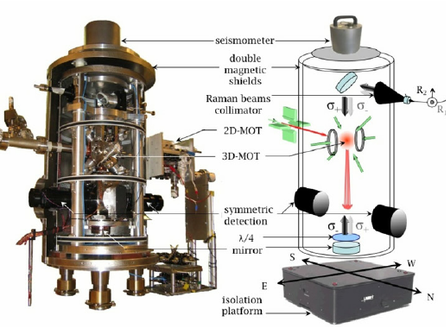 seismometer
double
magnetic
shields
Raman beams
collimator
R₂
R₁
σ₊ σ₋
2D-MOT
3D-MOT
symmetric
detection
σ₋ σ₊
λ/4
mirror
S
W
isolation
platform
E
N